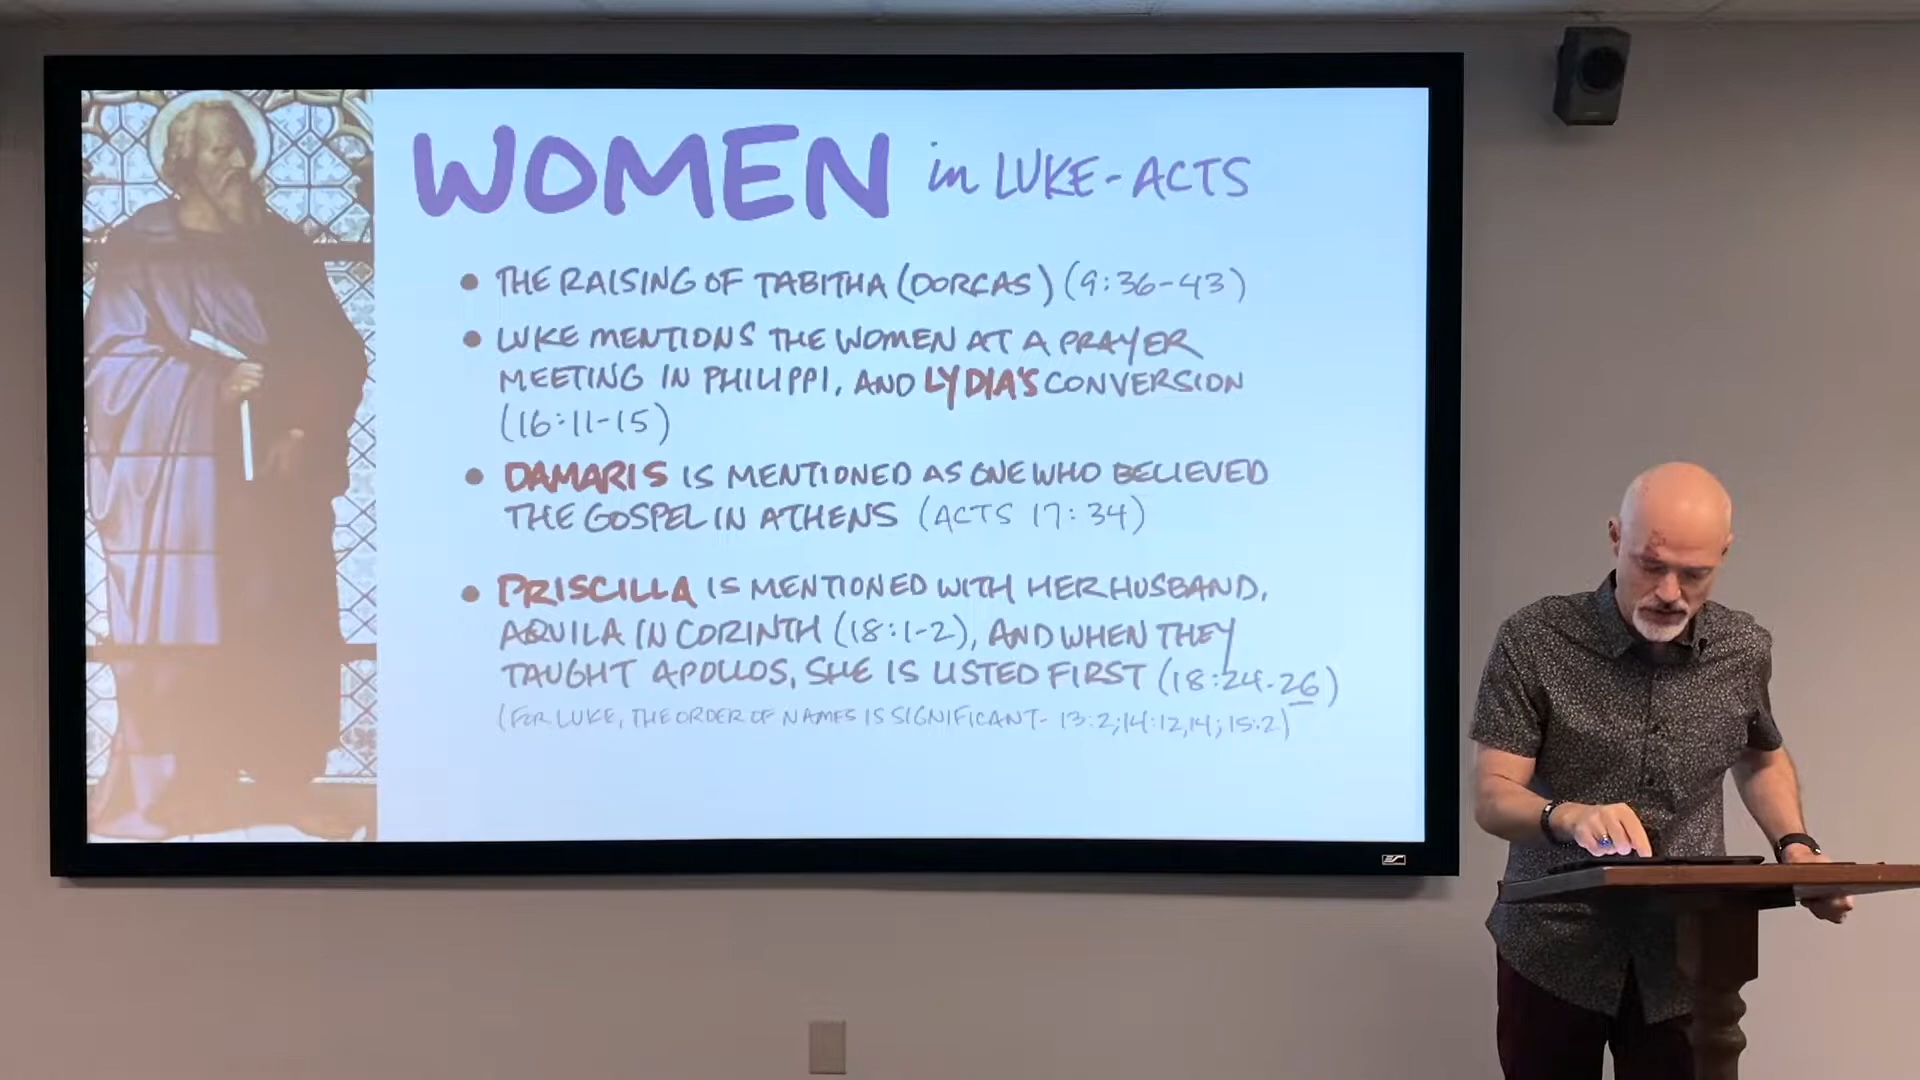 WOMEN in LUKE-ACTS
• THE RAISING OF TABITHA (DORCAS) (9:36-43)
• LUKE MENTIONS THE WOMEN AT A PRAYER
MEETING IN PHILIPPI, AND LYDIA'S CONVERSION
(16:11-15)
• DAMARIS IS MENTIONED AS ONE WHO BELIEVED
THE GOSPEL IN ATHENS (ACTS 17:34)
• PRISCILLA IS MENTIONED WITH HER HUSBAND,
AQUILA IN CORINTH (18:1-2), AND WHEN THEY
TAUGHT APOLLOS, SHE IS LISTED FIRST (18:24-26)
(FOR LUKE, THE ORDER OF NAMES IS SIGNIFICANT- 13:2;14:12,14; 15:2)